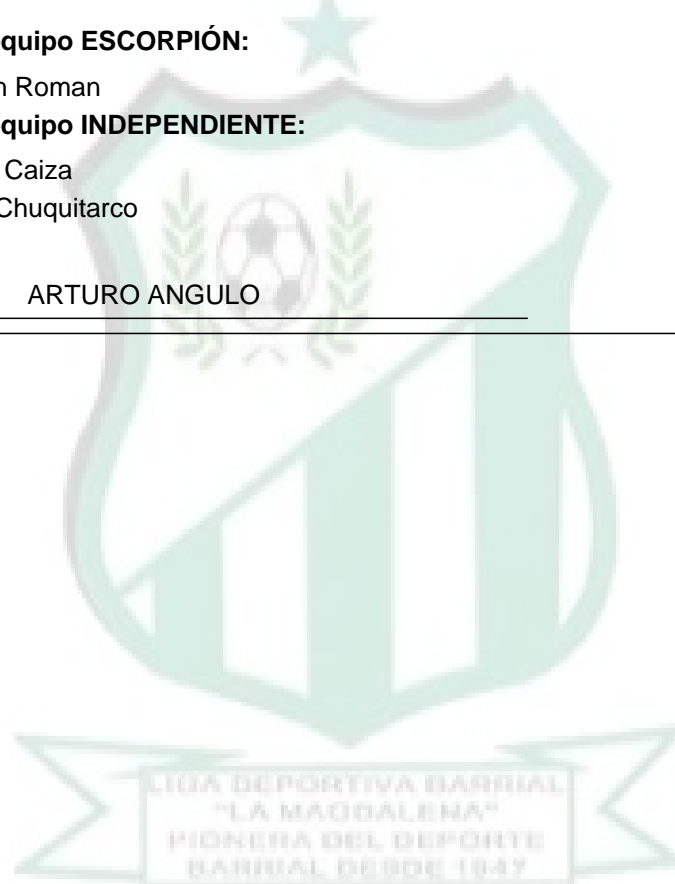 quipo ESCORPIÓN:
n Roman
quipo INDEPENDIENTE:
Caiza
Chuquitarco
ARTURO ANGULO
LIGA DEPORTIVA BARRIAL
"LA MAGDALENA"
PIONERA DEL DEPORTE
BARRIAL DESDE 1947